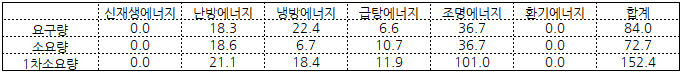 신재생에너지 난방에너지 냉방에너지 급탕에너지 조명에너지 환기에너지 합계
요구량 0.0 18.3 22.4 6.6 36.7 0.0 84.0
소요량 0.0 18.6 6.7 10.7 36.7 0.0 72.7
1차소요량 0.0 21.1 18.4 11.9 101.0 0.0 152.4